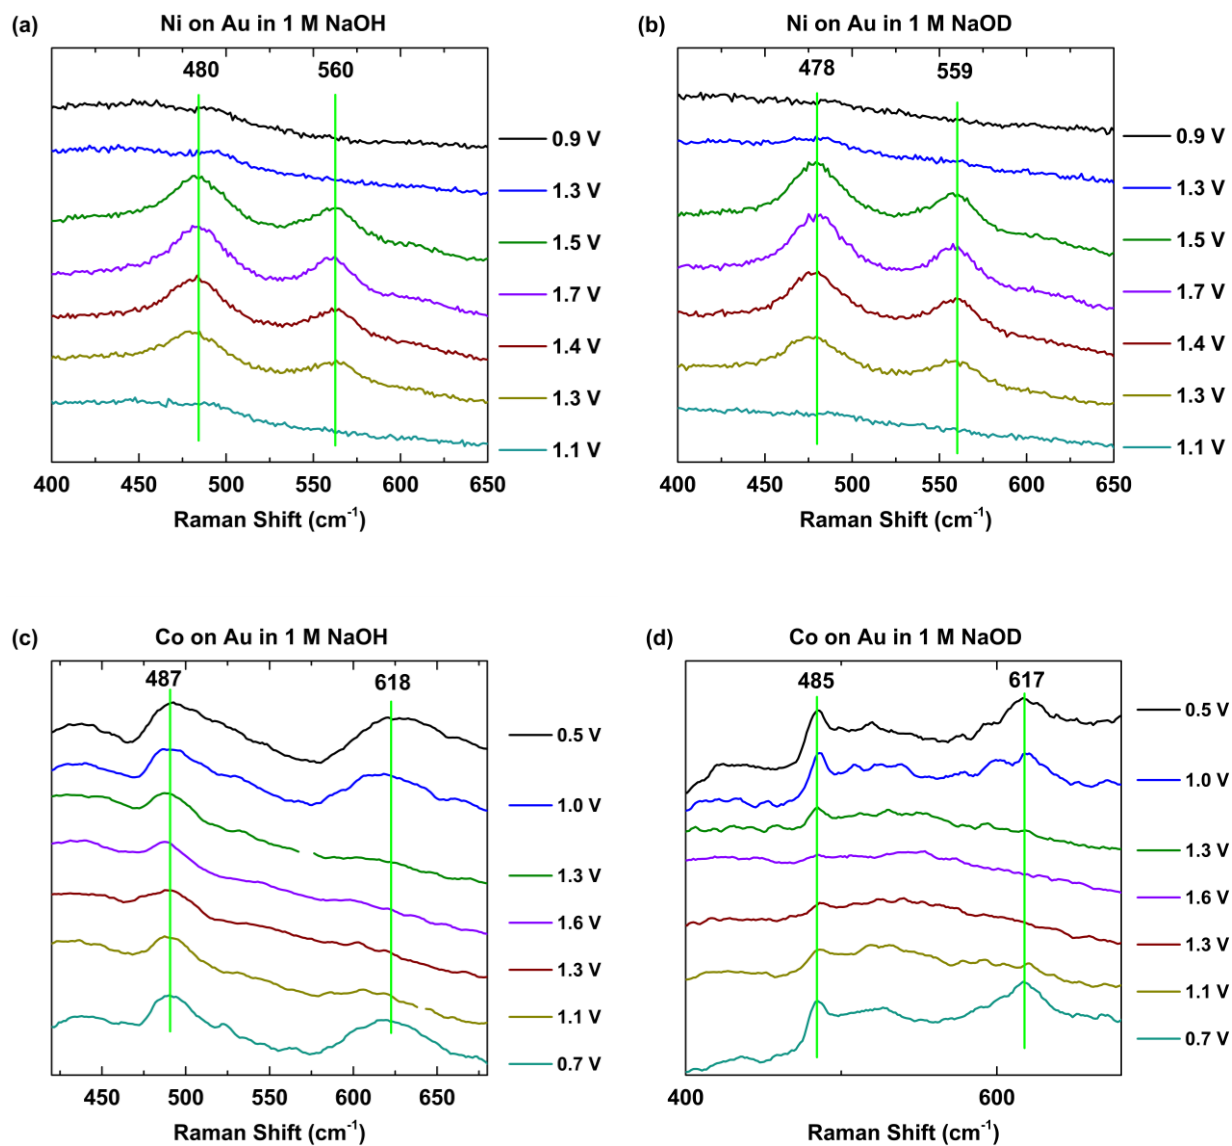 (a) Ni on Au in 1 M NaOH
480 560
0.9 V
1.3 V
1.5 V
1.7 V
1.4 V
1.3 V
1.1 V
400 450 500 550 600 650
Raman Shift (cm⁻¹)
(b) Ni on Au in 1 M NaOD
478 559
0.9 V
1.3 V
1.5 V
1.7 V
1.4 V
1.3 V
1.1 V
400 450 500 550 600 650
Raman Shift (cm⁻¹)
(c) Co on Au in 1 M NaOH
487 618
0.5 V
1.0 V
1.3 V
1.6 V
1.3 V
1.1 V
0.7 V
450 500 550 600 650
Raman Shift (cm⁻¹)
(d) Co on Au in 1 M NaOD
485 617
0.5 V
1.0 V
1.3 V
1.6 V
1.3 V
1.1 V
0.7 V
400 600
Raman Shift (cm⁻¹)